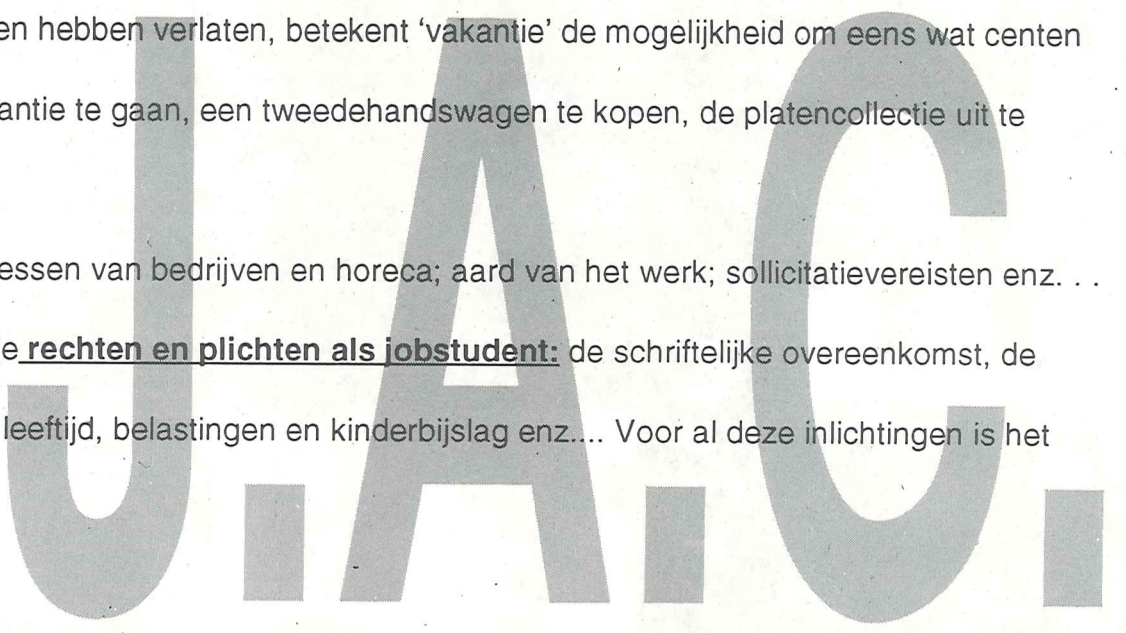 en hebben verlaten, betekent ‘vakantie’ de mogelijkheid om eens wat centen
antie te gaan, een tweedehandswagen te kopen, de platencollectie uit te
essen van bedrijven en horeca; aard van het werk; sollicitatievereisten enz. . .
e rechten en plichten als jobstudent: de schriftelijke overeenkomst, de
leeftijd, belastingen en kinderbijslag enz.... Voor al deze inlichtingen is het
J.A.C.